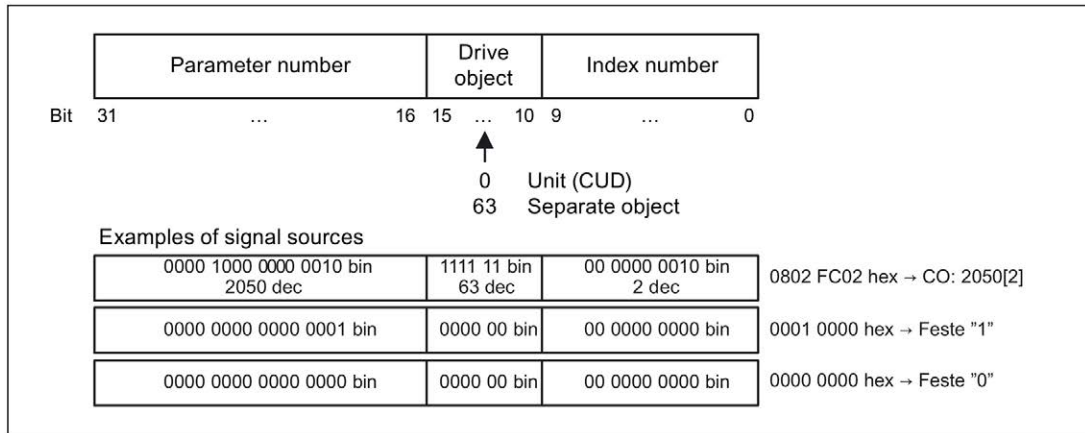 Parameter number Drive object Index number
Bit 31 ... 16 15 ... 10 9 ... 0
0 Unit (CUD)
63 Separate object
Examples of signal sources
0000 1000 0000 0010 bin 1111 11 bin 00 0000 0010 bin
2050 dec 63 dec 2 dec
0802 FC02 hex → CO: 2050[2]
0000 0000 0000 0001 bin 0000 00 bin 00 0000 0000 bin 0001 0000 hex → Feste ”1”
0000 0000 0000 0000 bin 0000 00 bin 00 0000 0000 bin 0000 0000 hex → Feste ”0”